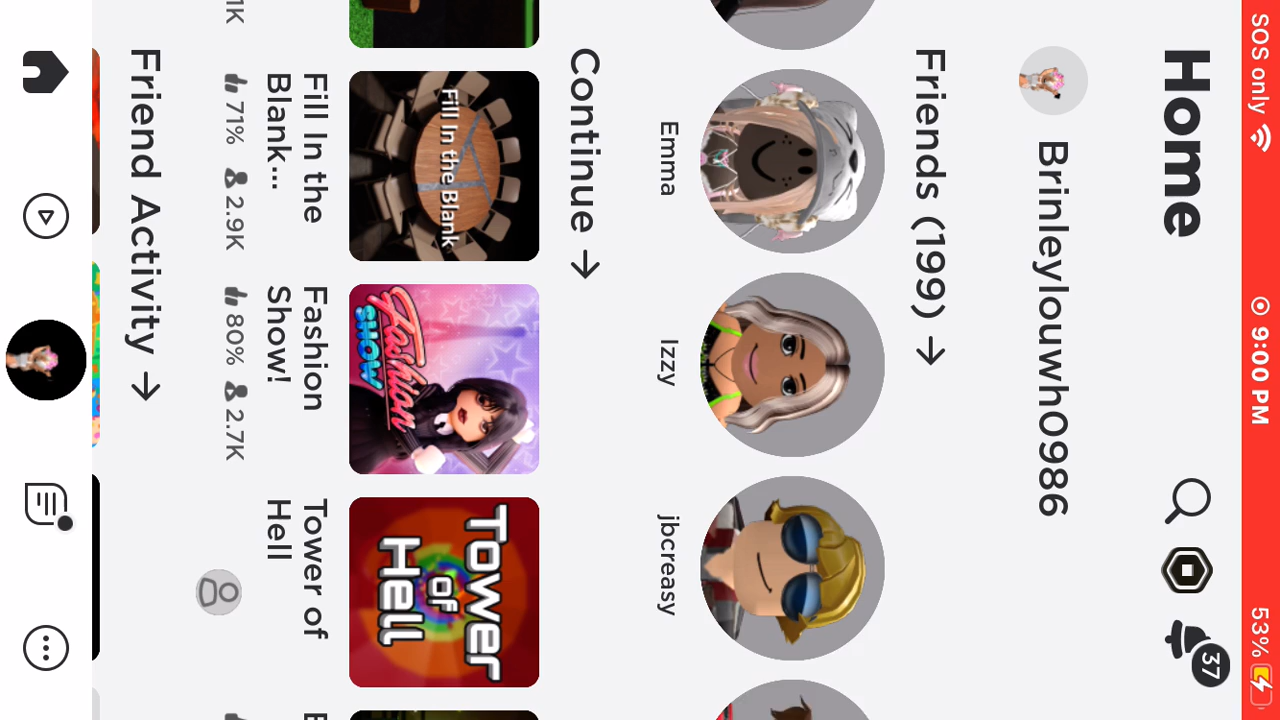 SOS only
9:00 PM
53%
Home
37
Brinleylouwh0986
Friends (199) →
Emma
Izzy
jbcreasy
Continue →
Fill In the Blank
Fashion
SHOW
TOWER
OF
HELL
Fill In the
Blank...
Fashion
Show!
Tower of
Hell
1K
71% 2.9K
80% 2.7K
Friend Activity →